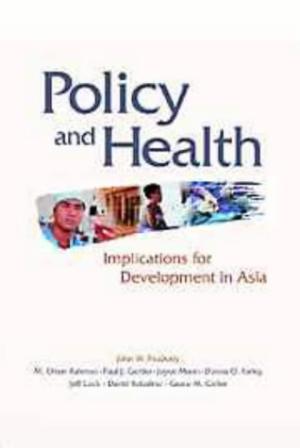 Policy
and Health
Implications for
Development in Asia
John W. Peabody
M. Omar Rahman • Paul J. Gertler • Joyce Mann • Donna O. Farley
Jeff Luck • David Robalino • Grace M. Carter